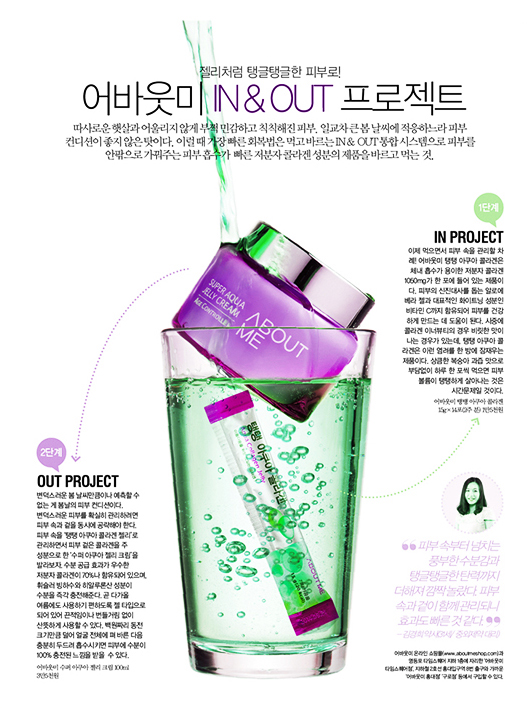 젤리처럼 탱글탱글한 피부로!
어바웃미 IN & OUT 프로젝트
따사로운 햇살과 어울리지 않게 부쩍 민감하고 칙칙해진 피부. 일교차 큰 봄 날씨에 적응하느라 피부
컨디션이 좋지 않은 탓이다. 이럴 때 가장 빠른 회복법은 먹고 바르는 IN & OUT 통합 시스템으로 피부를
안팎으로 가꿔주는 피부 흡수가 빠른 저분자 콜라겐 성분의 제품을 바르고 먹는 것.
1단계
IN PROJECT
이제 먹으면서 피부 속을 관리할 차
례! 어바웃미 탱탱 아쿠아 콜라겐은
체내 흡수가 용이한 저분자 콜라겐
1050mg가 한 포에 들어 있는 제품이
다. 피부의 신진대사를 돕는 알로에
베라 젤과 대표적인 화이트닝 성분인
비타민 C까지 함유되어 피부를 건강
하게 만드는 데 도움이 된다. 시중에
콜라겐 이너뷰티의 경우 비릿한 맛이
나는 경우가 있는데, 탱탱 아쿠아 콜
라겐은 이런 염려를 한 방에 잠재우는
제품이다. 상큼한 복숭아 과즙 맛으로
부담없이 하루 한 포씩 먹으면 피부
볼륨이 탱탱하게 살아나는 것은
시간문제일 것이다.
어바웃미 탱탱 아쿠아 콜라겐
15g×14포(2주 분) 1만5천원
SUPER AQUA
JELLY CREAM
AGE CONTROLLER
ABOUT
ME
탱탱 아쿠아 콜라겐
ABOUT ME
2단계
OUT PROJECT
변덕스러운 봄 날씨만큼이나 예측할 수
없는 게 봄날의 피부 컨디션이다.
변덕스러운 피부를 확실히 관리하려면
피부 속과 겉을 동시에 공략해야 한다.
피부 속을 '탱탱 아쿠아 콜라겐 젤리'로
관리하면서 피부 겉은 콜라겐을 주
성분으로 한 '수퍼 아쿠아 젤리 크림'을
발라보자. 수분 공급 효과가 우수한
저분자 콜라겐이 70%나 함유되어 있으며,
휘슬러 빙하수와 히알루론산 성분이
수분을 즉각 충전해준다. 곧 다가올
여름에도 사용하기 편하도록 젤 타입으로
되어 있어 끈적임이나 번들거림 없이
산뜻하게 사용할 수 있다. 백원짜리 동전
크기만큼 덜어 얼굴 전체에 펴 바른 다음
충분히 두드려 흡수시키면 피부에 수분이
100% 충전된 느낌을 받을 수 있다.
어바웃미 수퍼 아쿠아 젤리 크림 100ml
3만5천원
피부 속부터 넘치는
풍부한 수분감과
탱글탱글한 탄력까지
더해져 깜짝 놀랐다. 피부
속과 겉이 함께 관리되니
효과도 빠른 것 같다.
어바웃미 온라인 쇼핑몰(www.aboutmeshop.com)과
영등포 타임스퀘어 지하 1층에 자리한 '어바웃미
타임스퀘어점', 지하철 2호선 홍대입구역 8번 출구와 가까운
'어바웃미 홍대점' '구로점' 등에서 구입할 수 있다.